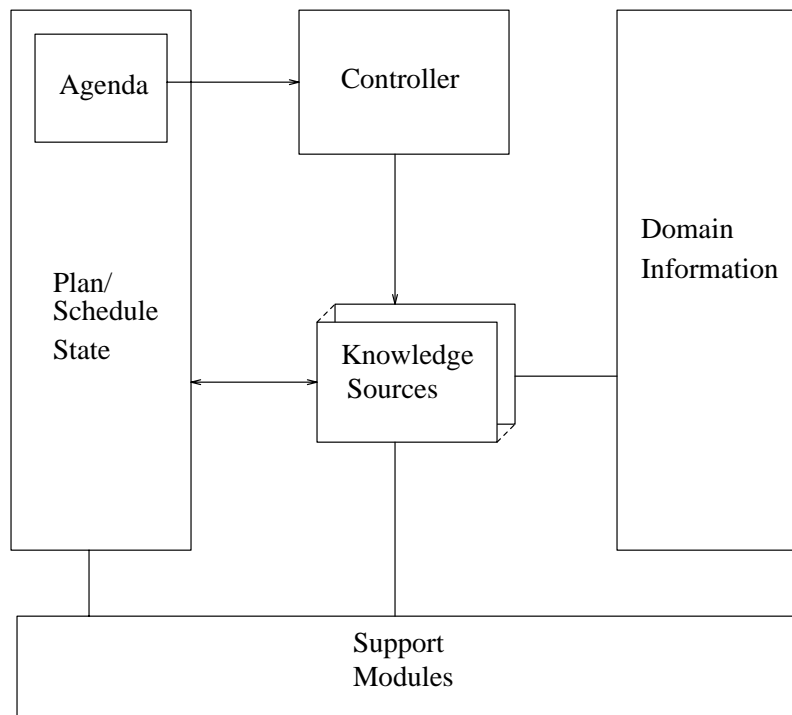 Agenda
Controller
Domain
Information
Plan/
Schedule
State
Knowledge
Sources
Support
Modules